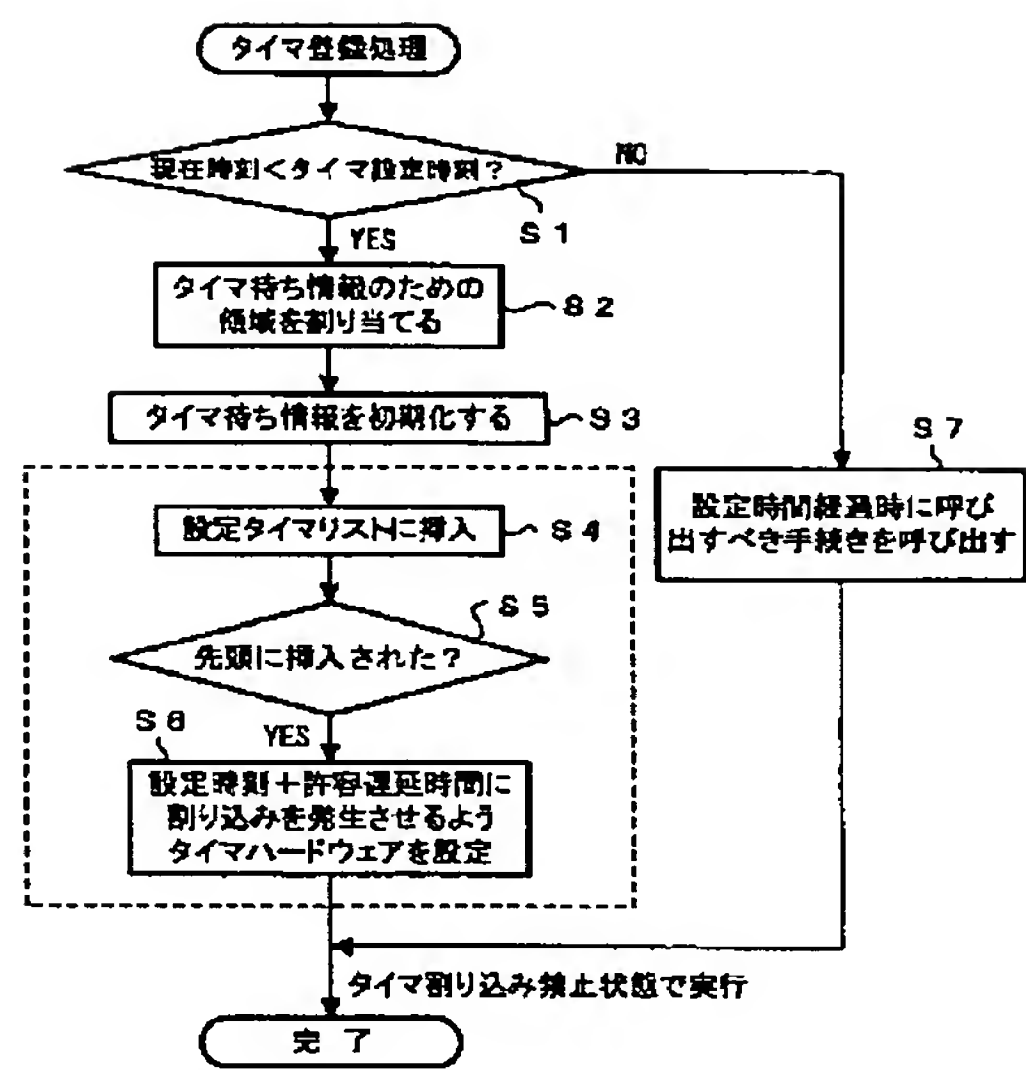 タイマ登録処理
現在時刻<タイマ設定時刻?
NO
S1
YES
タイマ待ち情報のための
領域を割り当てる
S2
タイマ待ち情報を初期化する
S3
S7
設定時間経過時に呼び
出すべき手続きを呼び出す
設定タイマリストに挿入
S4
S5
先頭に挿入された?
S6
YES
設定時刻+許容遅延時間に
割り込みを発生させるよう
タイマハードウェアを設定
タイマ割り込み禁止状態で実行
完了